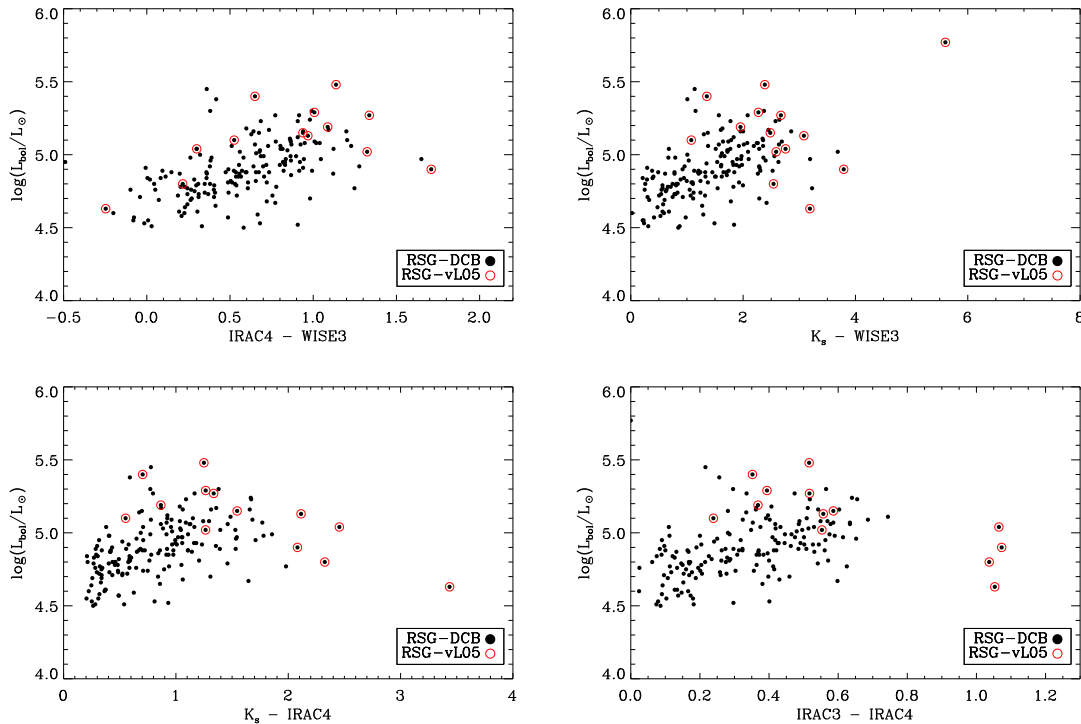 6.0
5.5
5.0
4.5
4.0
log(L_bol/L_⊙)
RSG−DCB
RSG−vL05
−0.5 0.0 0.5 1.0 1.5 2.0
IRAC4 − WISE3
6.0
5.5
5.0
4.5
4.0
log(L_bol/L_⊙)
RSG−DCB
RSG−vL05
0 2 4 6 8
K_s − WISE3
6.0
5.5
5.0
4.5
4.0
log(L_bol/L_⊙)
RSG−DCB
RSG−vL05
0 1 2 3 4
K_s − IRAC4
6.0
5.5
5.0
4.5
4.0
log(L_bol/L_⊙)
RSG−DCB
RSG−vL05
0.0 0.2 0.4 0.6 0.8 1.0 1.2
IRAC3 − IRAC4